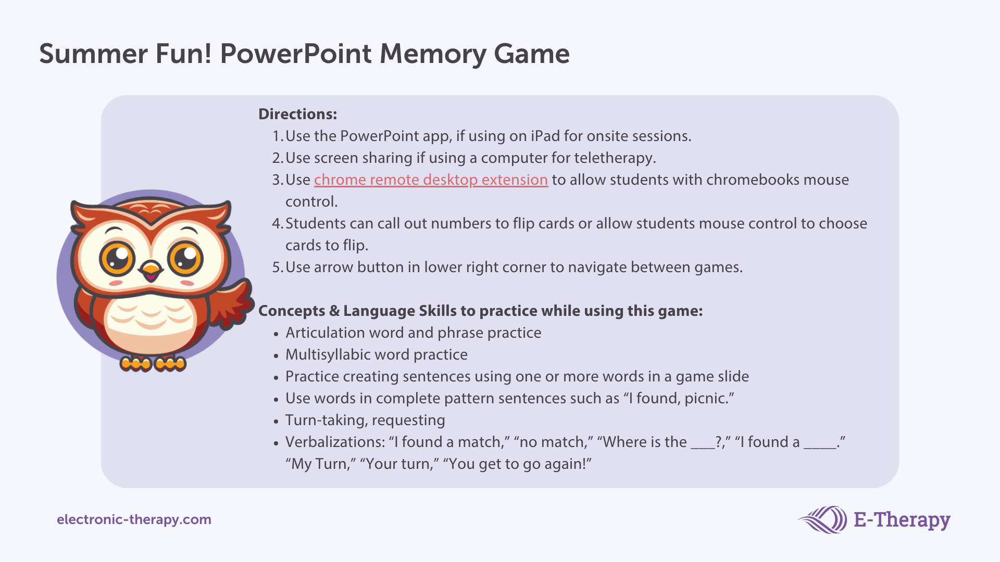 Summer Fun! PowerPoint Memory Game
Directions:
1. Use the PowerPoint app, if using on iPad for onsite sessions.
2. Use screen sharing if using a computer for teletherapy.
3. Use chrome remote desktop extension to allow students with chromebooks mouse
control.
4. Students can call out numbers to flip cards or allow students mouse control to choose
cards to flip.
5. Use arrow button in lower right corner to navigate between games.
Concepts & Language Skills to practice while using this game:
• Articulation word and phrase practice
• Multisyllabic word practice
• Practice creating sentences using one or more words in a game slide
• Use words in complete pattern sentences such as “I found, picnic.”
• Turn-taking, requesting
• Verbalizations: “I found a match,” “no match,” “Where is the ___?,” “I found a ____.”
“My Turn,” “Your turn,” “You get to go again!”
electronic-therapy.com
E-Therapy